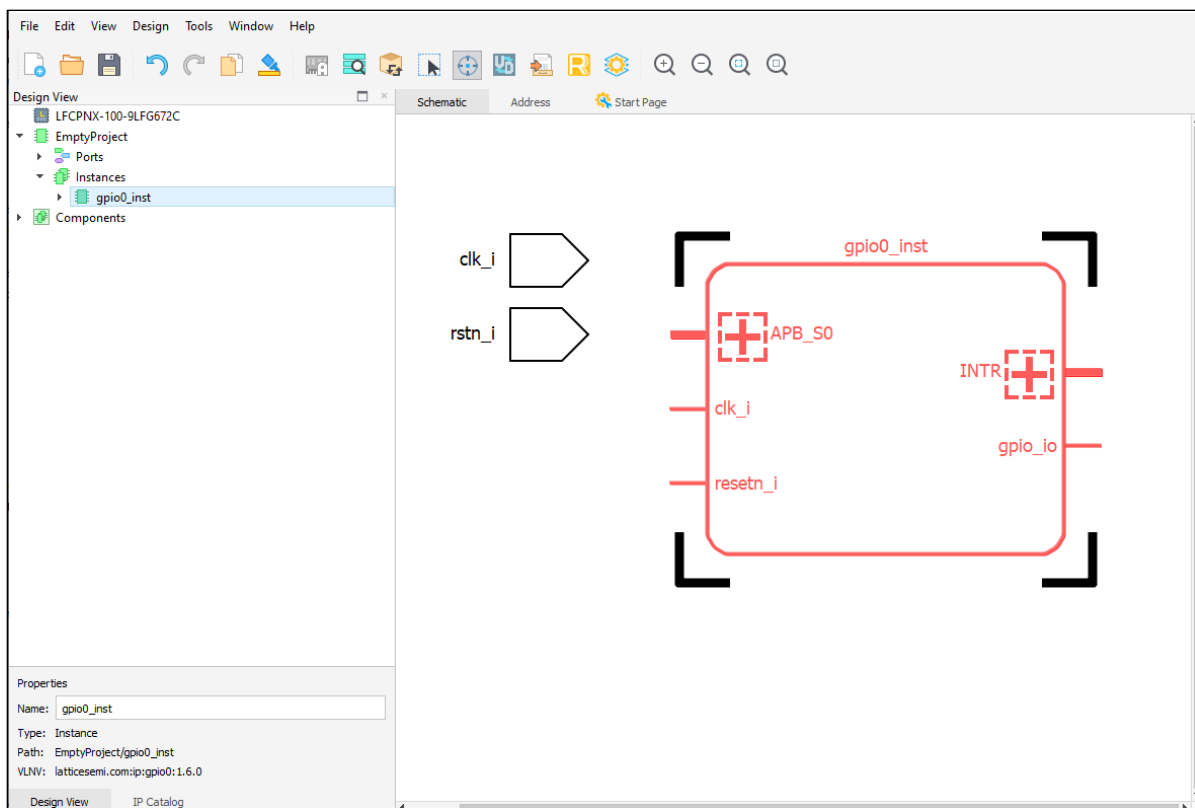 File Edit View Design Tools Window Help
Design View
Schematic Address Start Page
LFCPNX-100-9LFG672C
EmptyProject
Ports
Instances
gpio0_inst
Components
clk_i
rstn_i
gpio0_inst
APB_S0
INTR
clk_i
gpio_io
resetn_i
Properties
Name: gpio0_inst
Type: Instance
Path: EmptyProject/gpio0_inst
VLNV: latticesemi.com:ip:gpio0:1.6.0
Design View IP Catalog